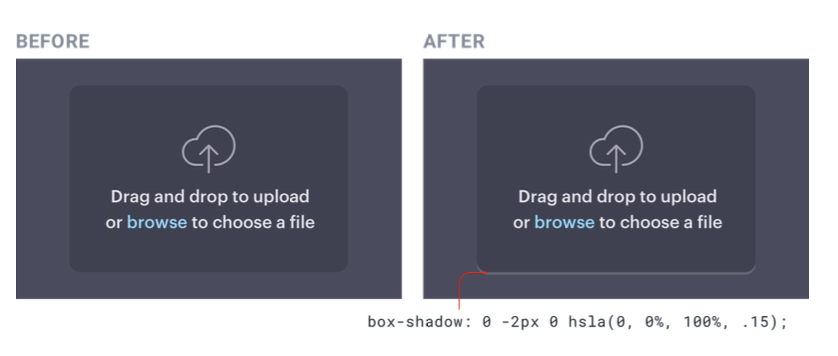 BEFORE
AFTER
Drag and drop to upload
or browse to choose a file
Drag and drop to upload
or browse to choose a file
box-shadow: 0 -2px 0 hsla(0, 0%, 100%, .15);